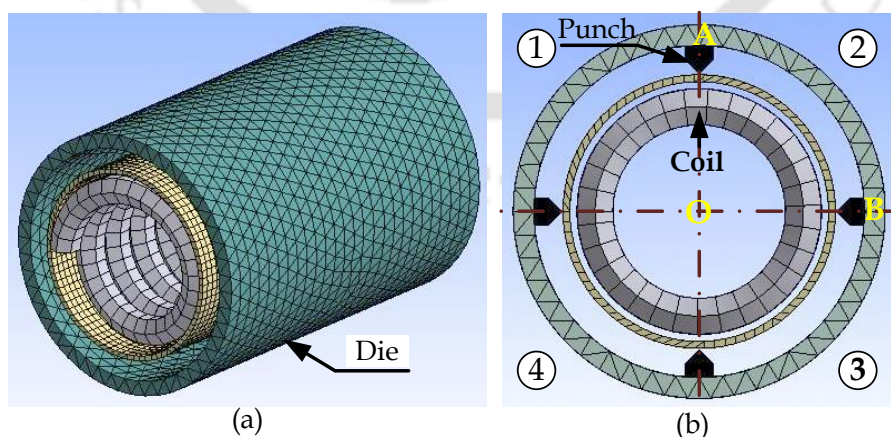 Die
(a)
① Punch A ②
Coil
O B
④ ③
(b)